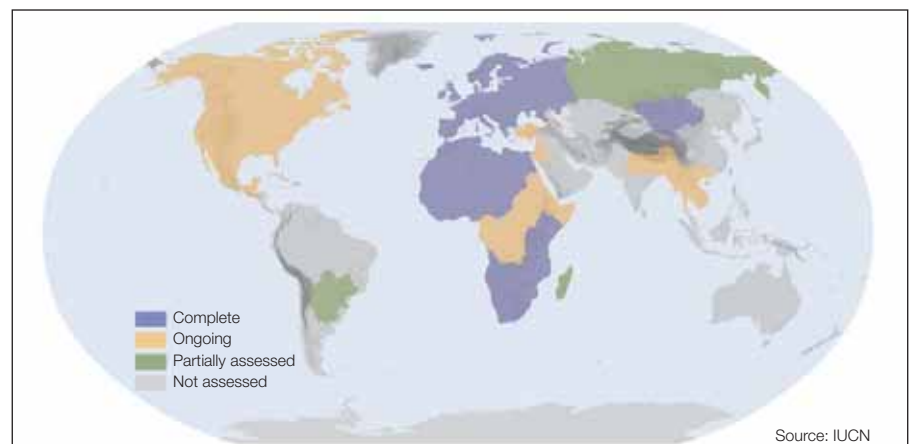 Complete
Ongoing
Partially assessed
Not assessed
Source: IUCN